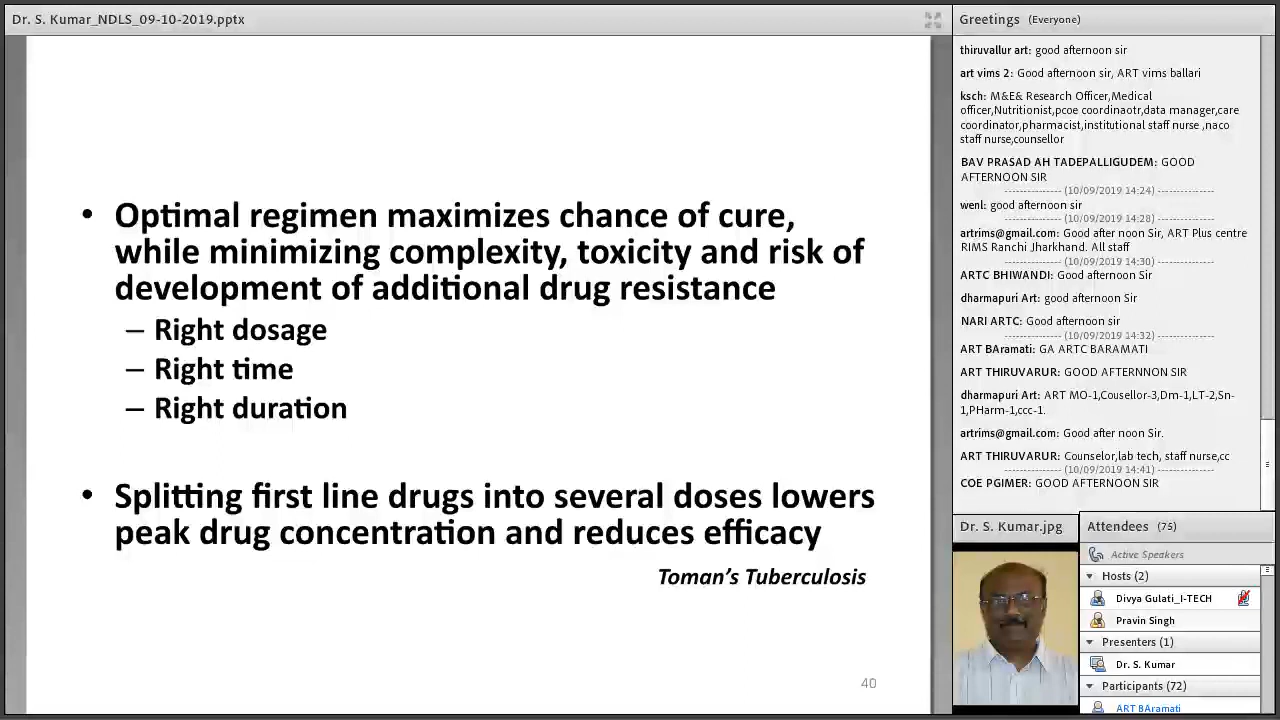 Dr. S. Kumar_NDLS_09-10-2019.pptx
• Optimal regimen maximizes chance of cure,
while minimizing complexity, toxicity and risk of
development of additional drug resistance
– Right dosage
– Right time
– Right duration
• Splitting first line drugs into several doses lowers
peak drug concentration and reduces efficacy
Toman's Tuberculosis
40
Greetings (Everyone)
thiruvallur art: good afternoon sir
art vims 2: Good afternoon sir, ART vims ballari
ksch: M&E& Research Officer,Medical
officer,Nutritionist,pcoe coordinaotr,data manager,care
coordinator,pharmacist,institutional staff nurse ,naco
staff nurse,counsellor
BAV PRASAD AH TADEPALLIGUDEM: GOOD
AFTERNOON SIR
--------------- (10/09/2019 14:24) ---------------
wenl: good afternoon sir
--------------- (10/09/2019 14:28) ---------------
artrims@gmail.com: Good after noon Sir, ART Plus centre
RIMS Ranchi Jharkhand. All staff
--------------- (10/09/2019 14:30) ---------------
ARTC BHIWANDI: Good afternoon Sir
dharmapuri Art: good afternoon Sir
NARI ARTC: Good afternoon sir
--------------- (10/09/2019 14:32) ---------------
ART BAramati: GA ARTC BARAMATI
ART THIRUVARUR: GOOD AFTERNNON SIR
dharmapuri Art: ART MO-1,Cousellor-3,Dm-1,LT-2,Sn-
1,PHarm-1,ccc-1.
artrims@gmail.com: Good after noon Sir.
ART THIRUVARUR: Counselor,lab tech, staff nurse,cc
--------------- (10/09/2019 14:41) ---------------
COE PGIMER: GOOD AFTERNOON SIR
Dr. S. Kumar.jpg
Attendees (75)
Active Speakers
Hosts (2)
Divya Gulati_I-TECH
Pravin Singh
Presenters (1)
Dr. S. Kumar
Participants (72)
ART BAramati